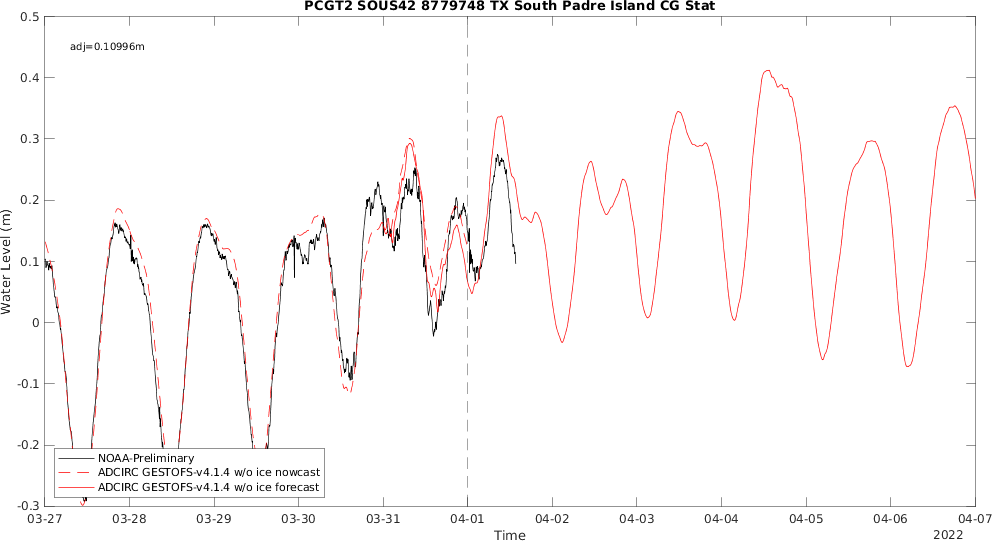 PCGT2 SOUS42 8779748 TX South Padre Island CG Stat
adj=0.10996m
0.5
0.4
0.3
0.2
0.1
0
-0.1
-0.2
-0.3
Water Level (m)
NOAA-Preliminary
ADCIRC GESTOFS-v4.1.4 w/o ice nowcast
ADCIRC GESTOFS-v4.1.4 w/o ice forecast
03-27 03-28 03-29 03-30 03-31 04-01 04-02 04-03 04-04 04-05 04-06 04-07
Time
2022